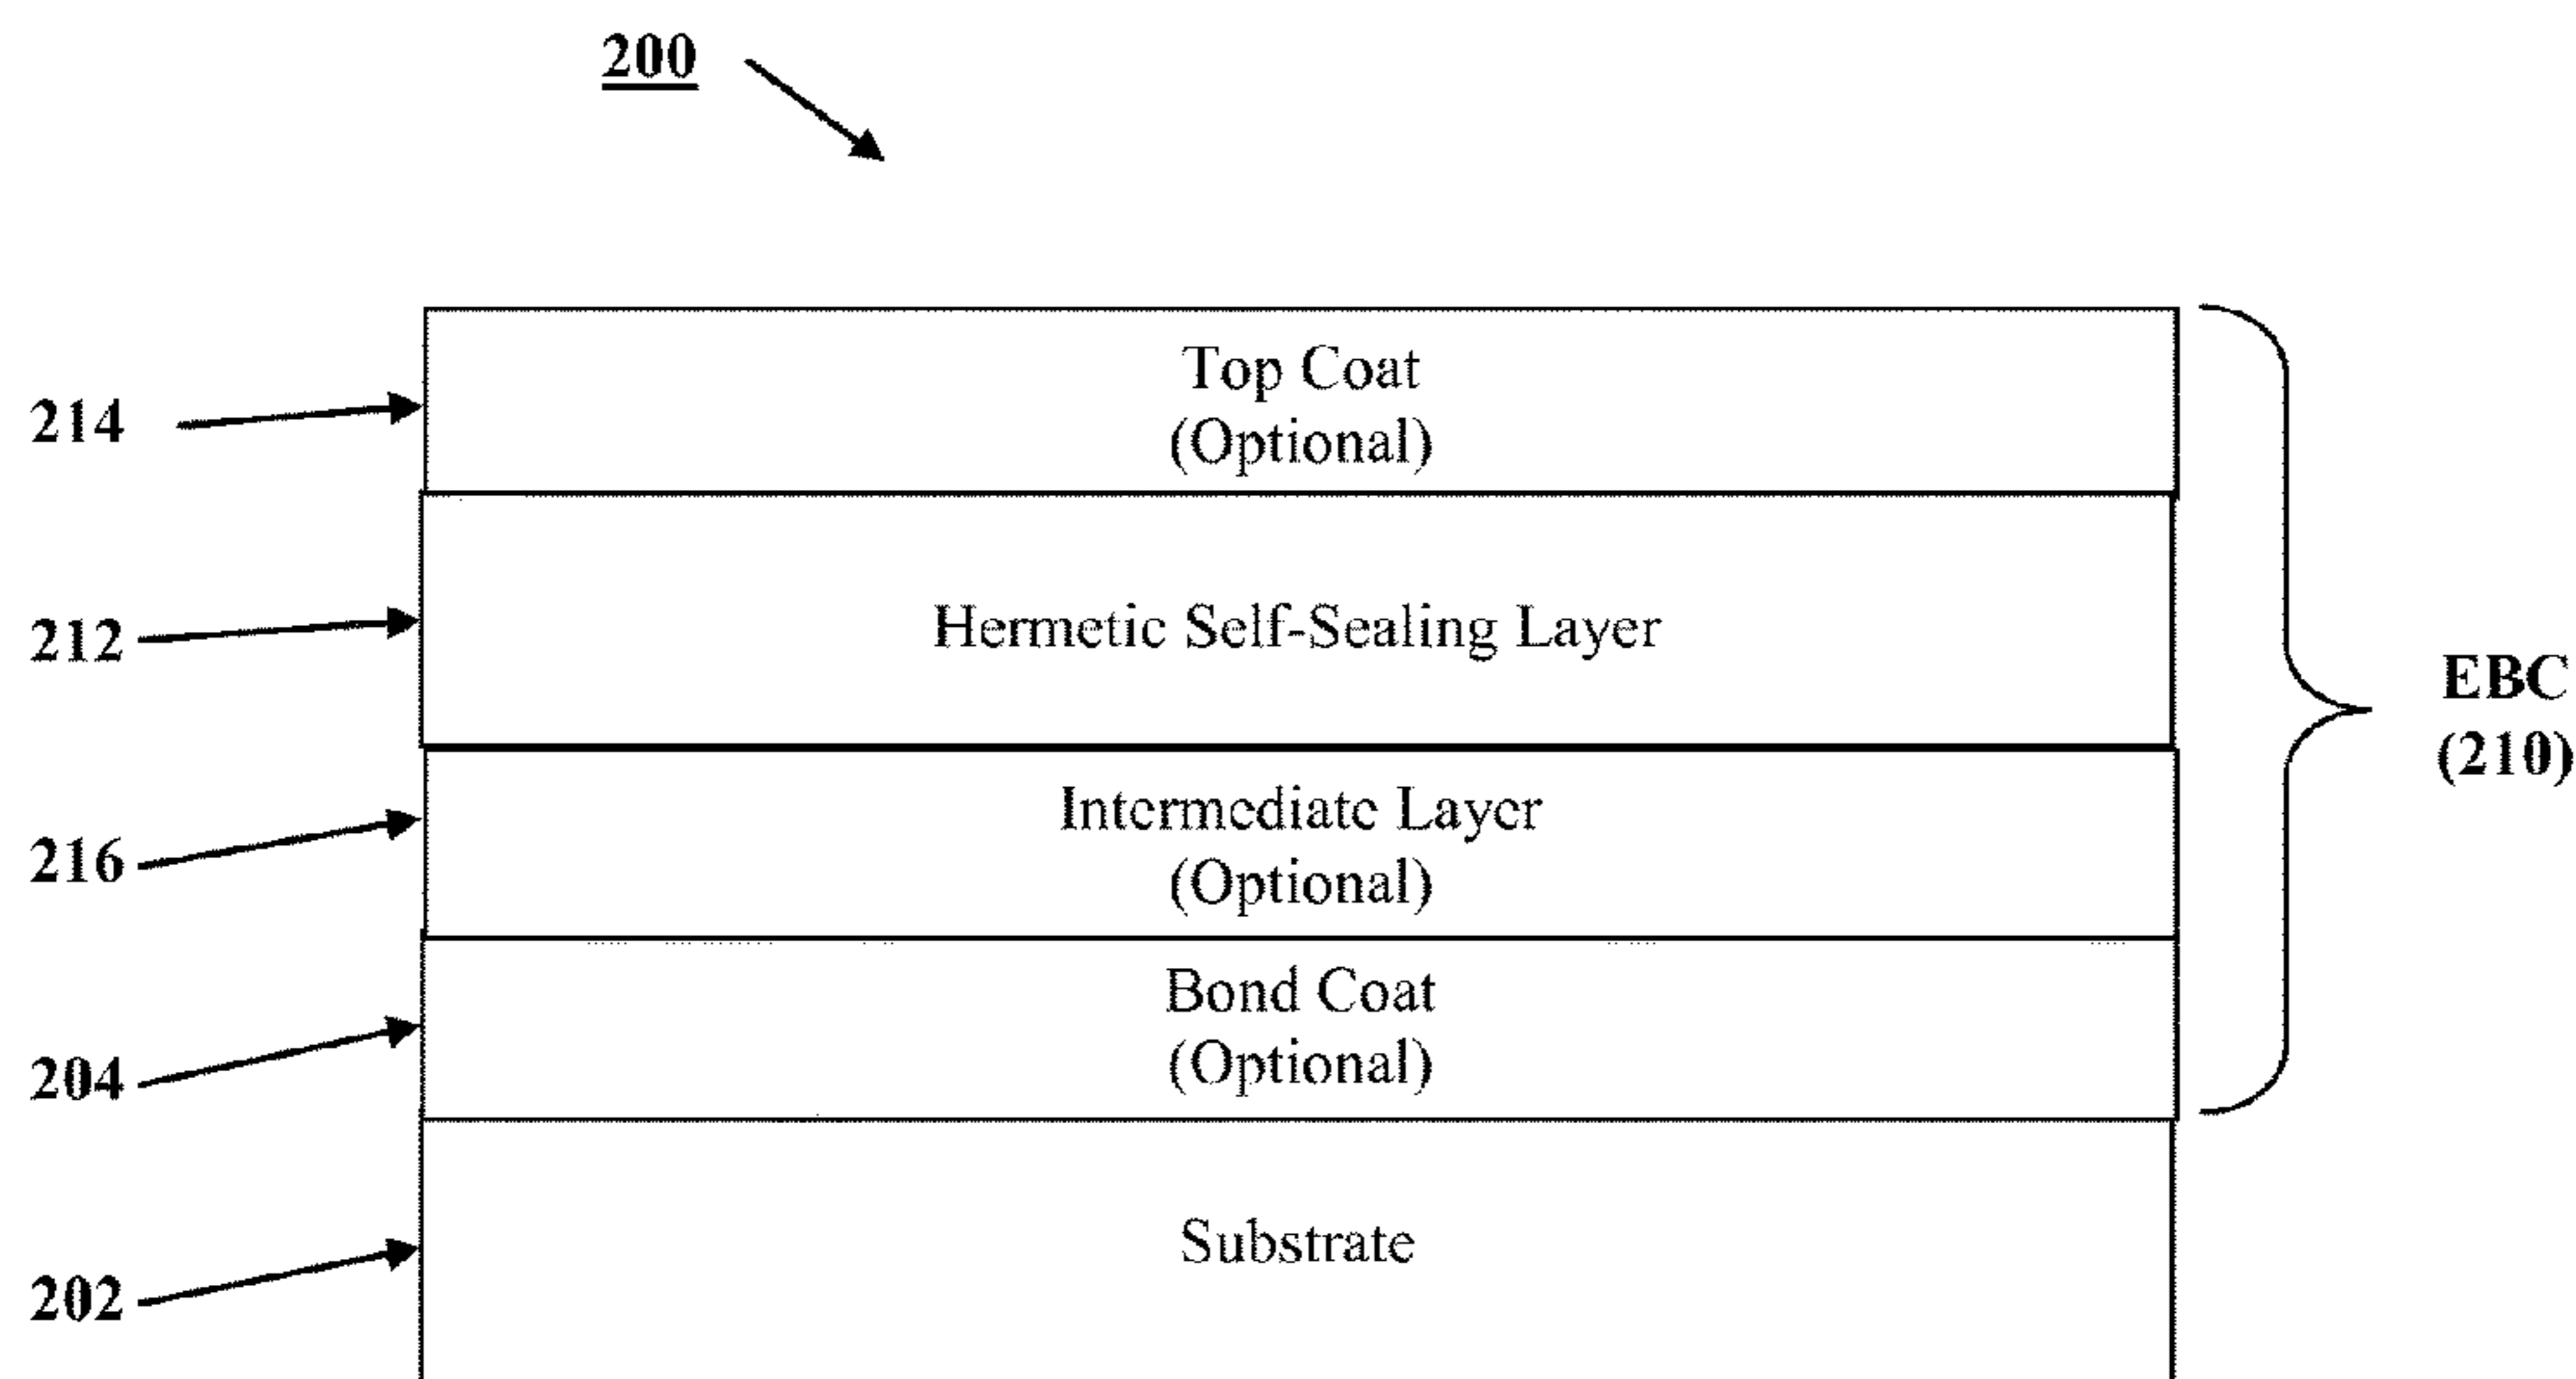 200
Top Coat
(Optional)
214
Hermetic Self-Sealing Layer
212
EBC
(210)
Intermediate Layer
(Optional)
216
Bond Coat
(Optional)
204
Substrate
202